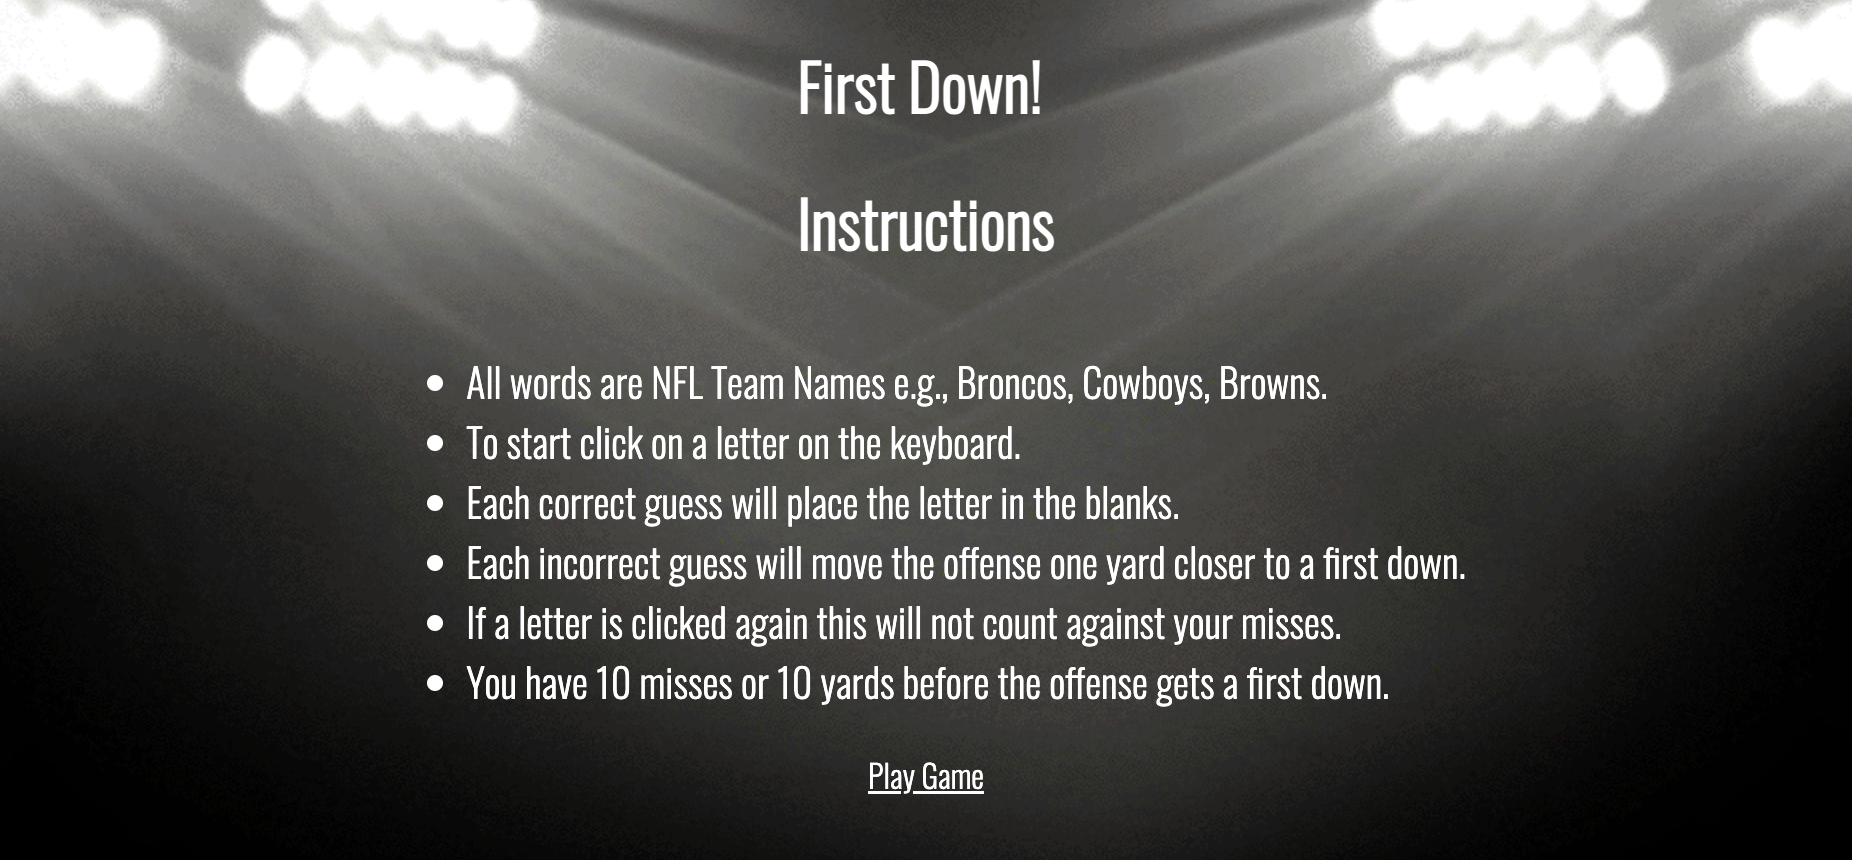 First Down!
Instructions
All words are NFL Team Names e.g., Broncos, Cowboys, Browns.
To start click on a letter on the keyboard.
Each correct guess will place the letter in the blanks.
Each incorrect guess will move the offense one yard closer to a first down.
If a letter is clicked again this will not count against your misses.
You have 10 misses or 10 yards before the offense gets a first down.
Play Game